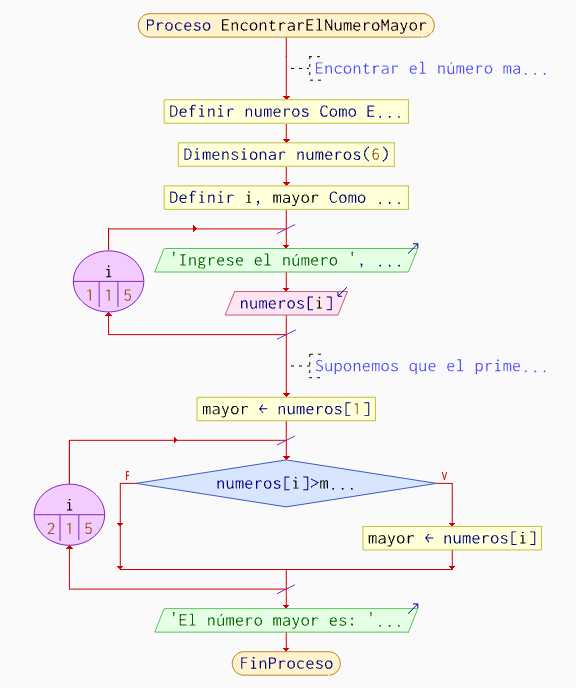 Proceso EncontrarElNumeroMayor
Encontrar el número ma...
Definir numeros Como E...
Dimensionar numeros(6)
Definir i, mayor Como ...
'Ingrese el número ', ...
i
1 1 5
numeros[i]
Suponemos que el prime...
mayor ← numeros[1]
F
numeros[i]>m...
V
i
2 1 5
mayor ← numeros[i]
'El número mayor es: '...
FinProceso